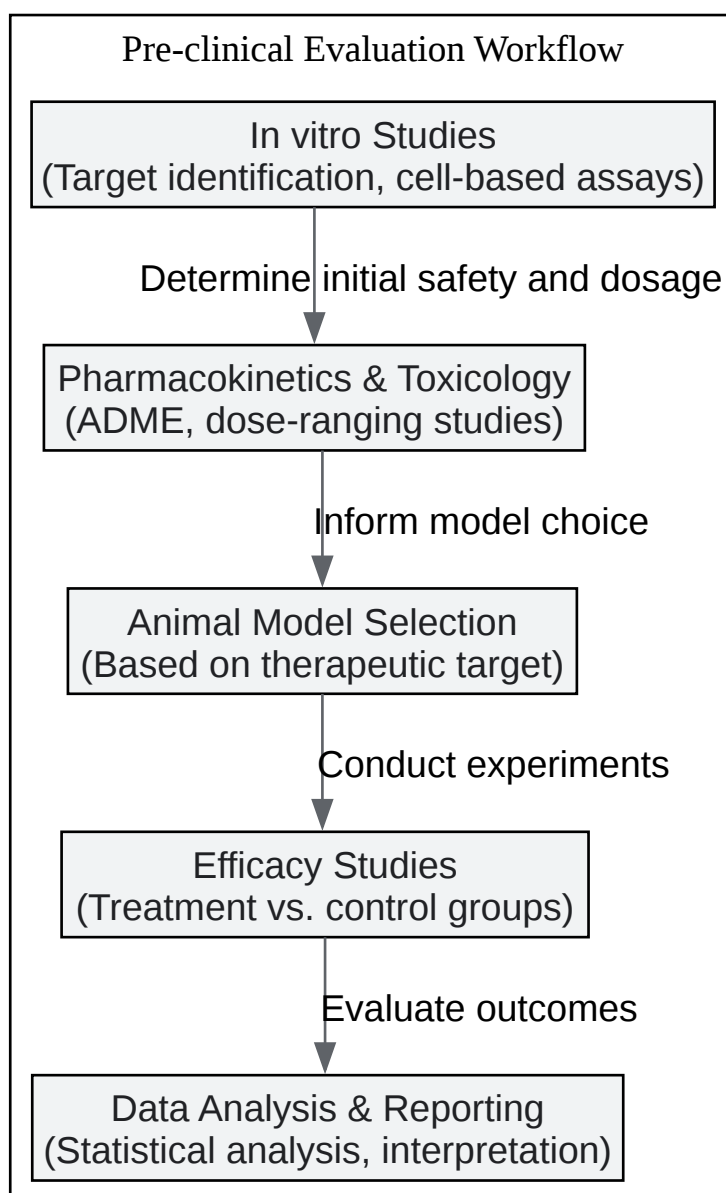 Pre-clinical Evaluation Workflow
In vitro Studies
(Target identification, cell-based assays)
Determine initial safety and dosage
Pharmacokinetics & Toxicology
(ADME, dose-ranging studies)
Inform model choice
Animal Model Selection
(Based on therapeutic target)
Conduct experiments
Efficacy Studies
(Treatment vs. control groups)
Evaluate outcomes
Data Analysis & Reporting
(Statistical analysis, interpretation)